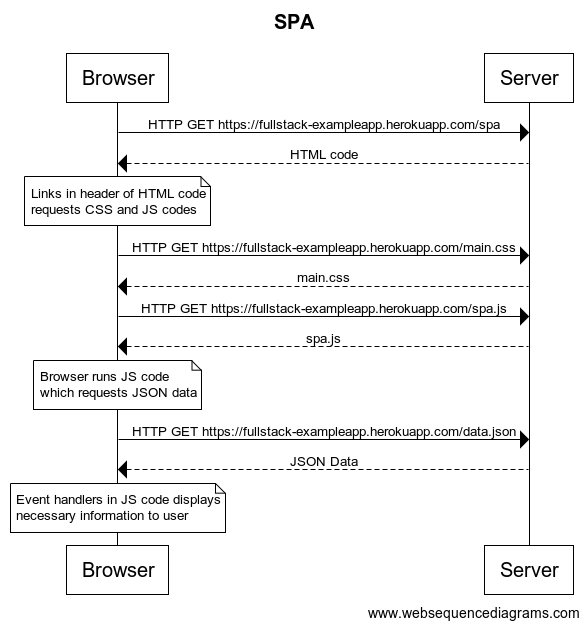 SPA
Browser
Server
HTTP GET https://fullstack-exampleapp.herokuapp.com/spa
HTML code
Links in header of HTML code
requests CSS and JS codes
HTTP GET https://fullstack-exampleapp.herokuapp.com/main.css
main.css
HTTP GET https://fullstack-exampleapp.herokuapp.com/spa.js
spa.js
Browser runs JS code
which requests JSON data
HTTP GET https://fullstack-exampleapp.herokuapp.com/data.json
JSON Data
Event handlers in JS code displays
necessary information to user
Browser
Server
www.websequencediagrams.com